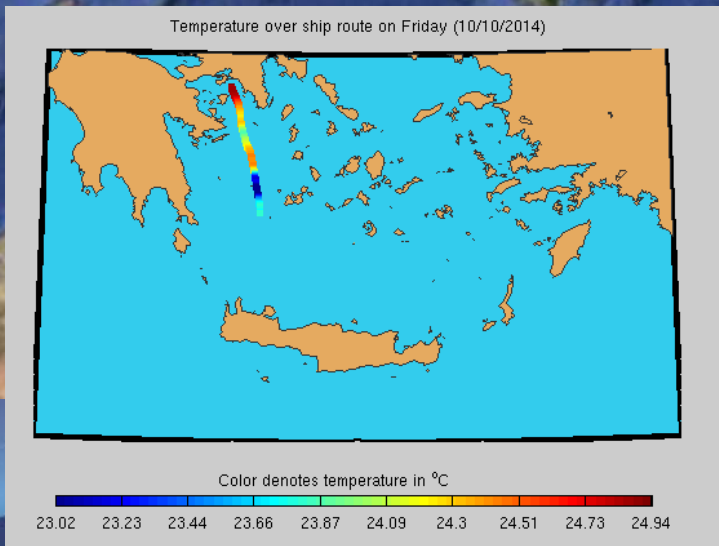 Temperature over ship route on Friday (10/10/2014)
Color denotes temperature in °C
23.02 23.23 23.44 23.66 23.87 24.09 24.3 24.51 24.73 24.94